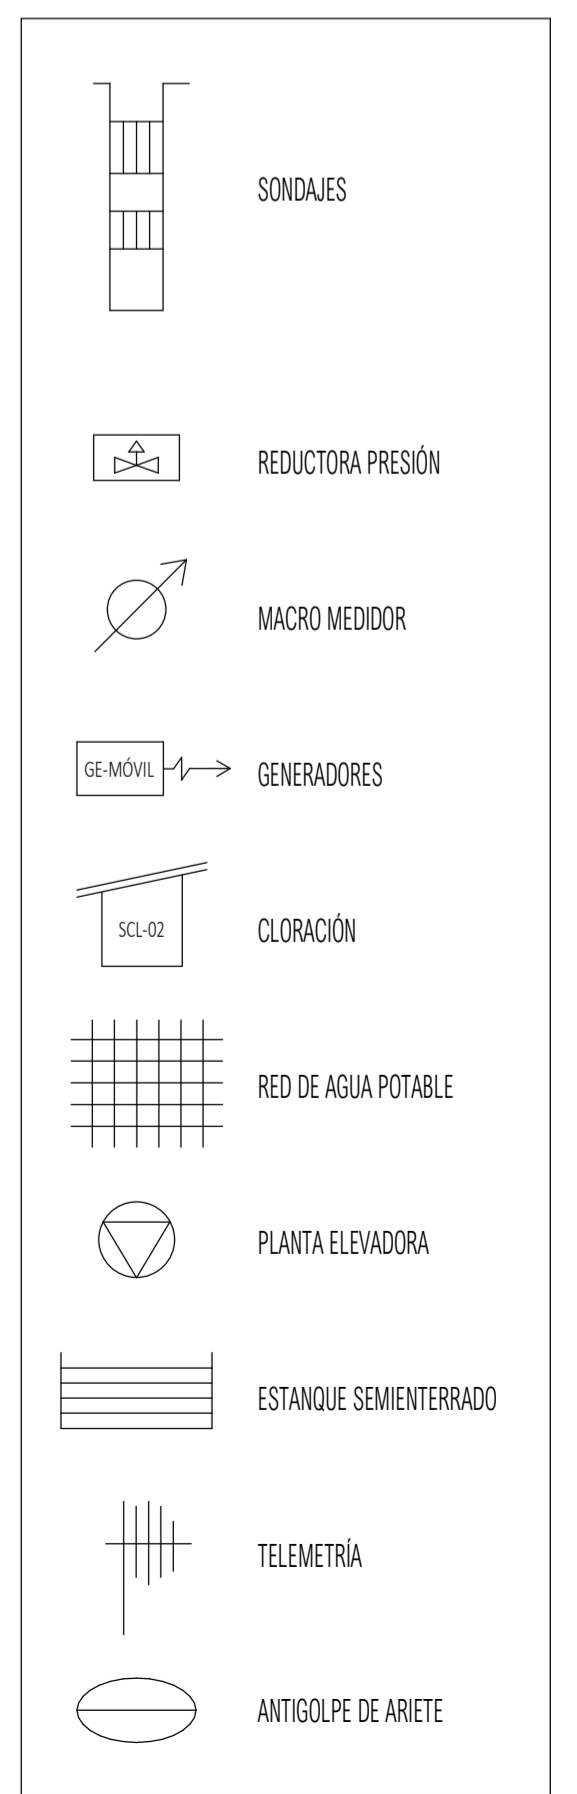 SONDAJES
REDUCTORA PRESIÓN
MACRO MEDIDOR
GE-MÓVIL
GENERADORES
SCL-02
CLORACIÓN
RED DE AGUA POTABLE
PLANTA ELEVADORA
ESTANQUE SEMIENTERRADO
TELEMETRÍA
ANTIGOLPE DE ARIETE